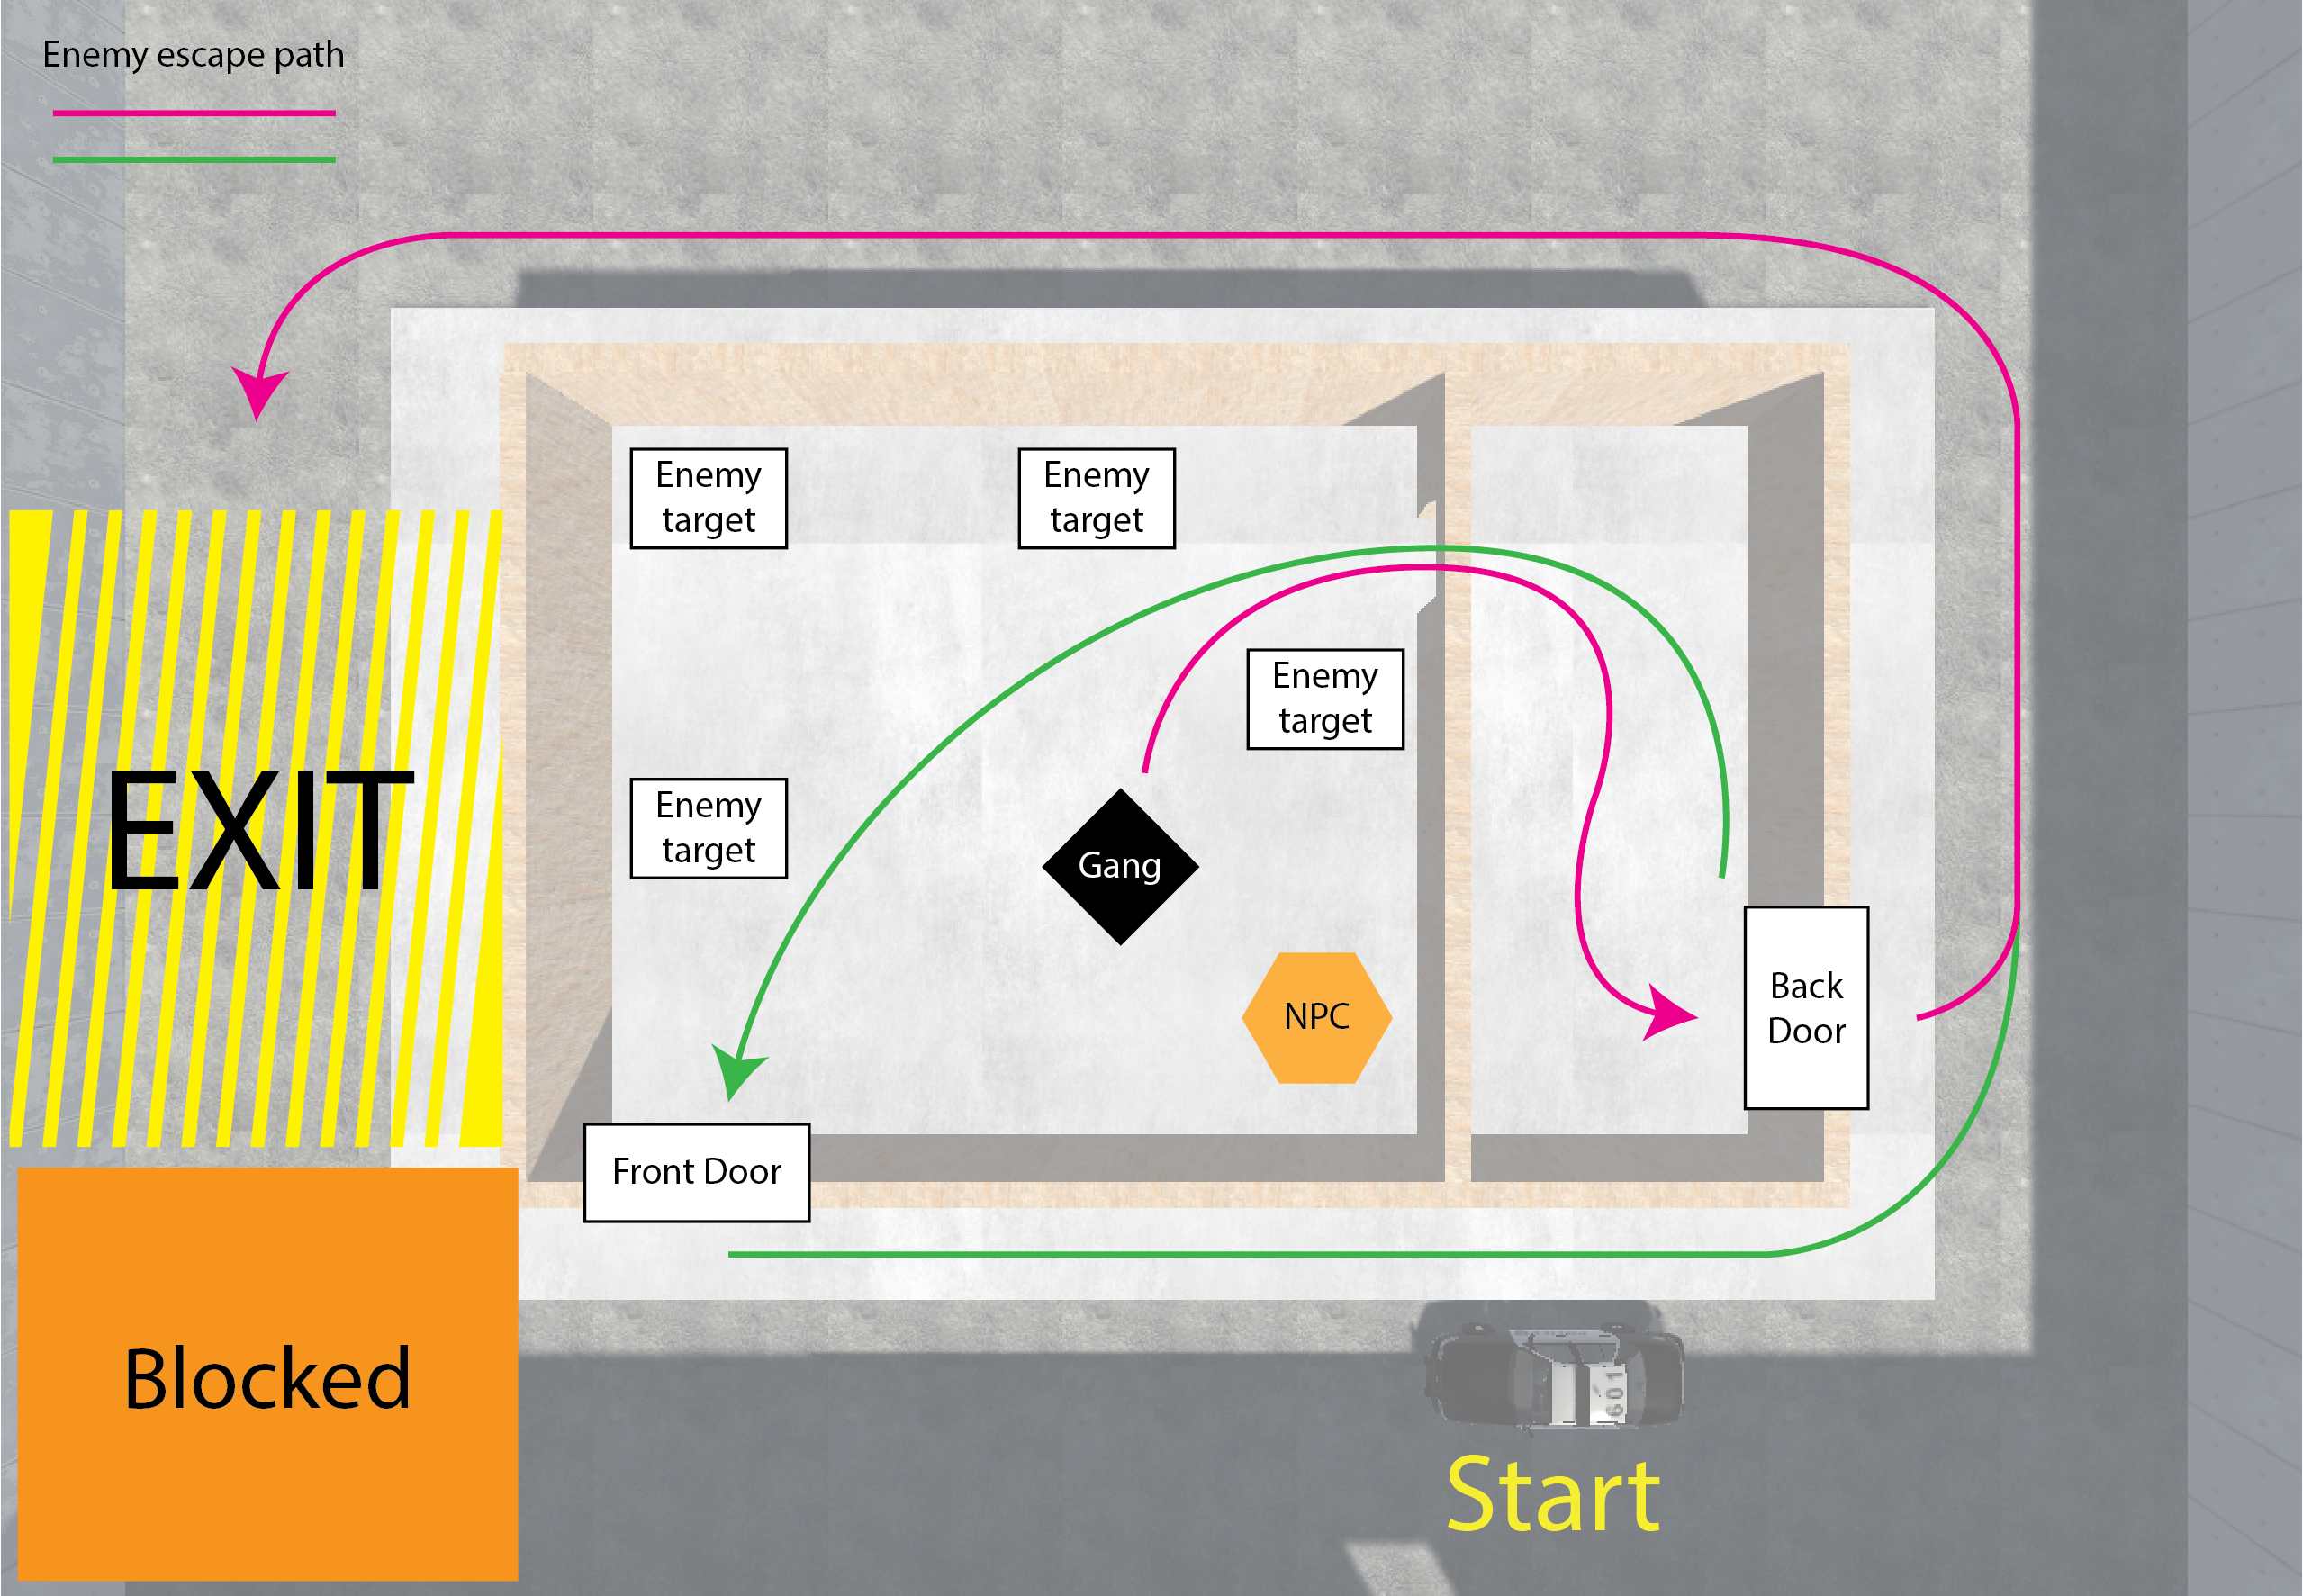 Enemy escape path
Enemy
target
Enemy
target
Enemy
target
Enemy
target
EXIT
Gang
NPC
Back
Door
Front Door
Blocked
601
Start